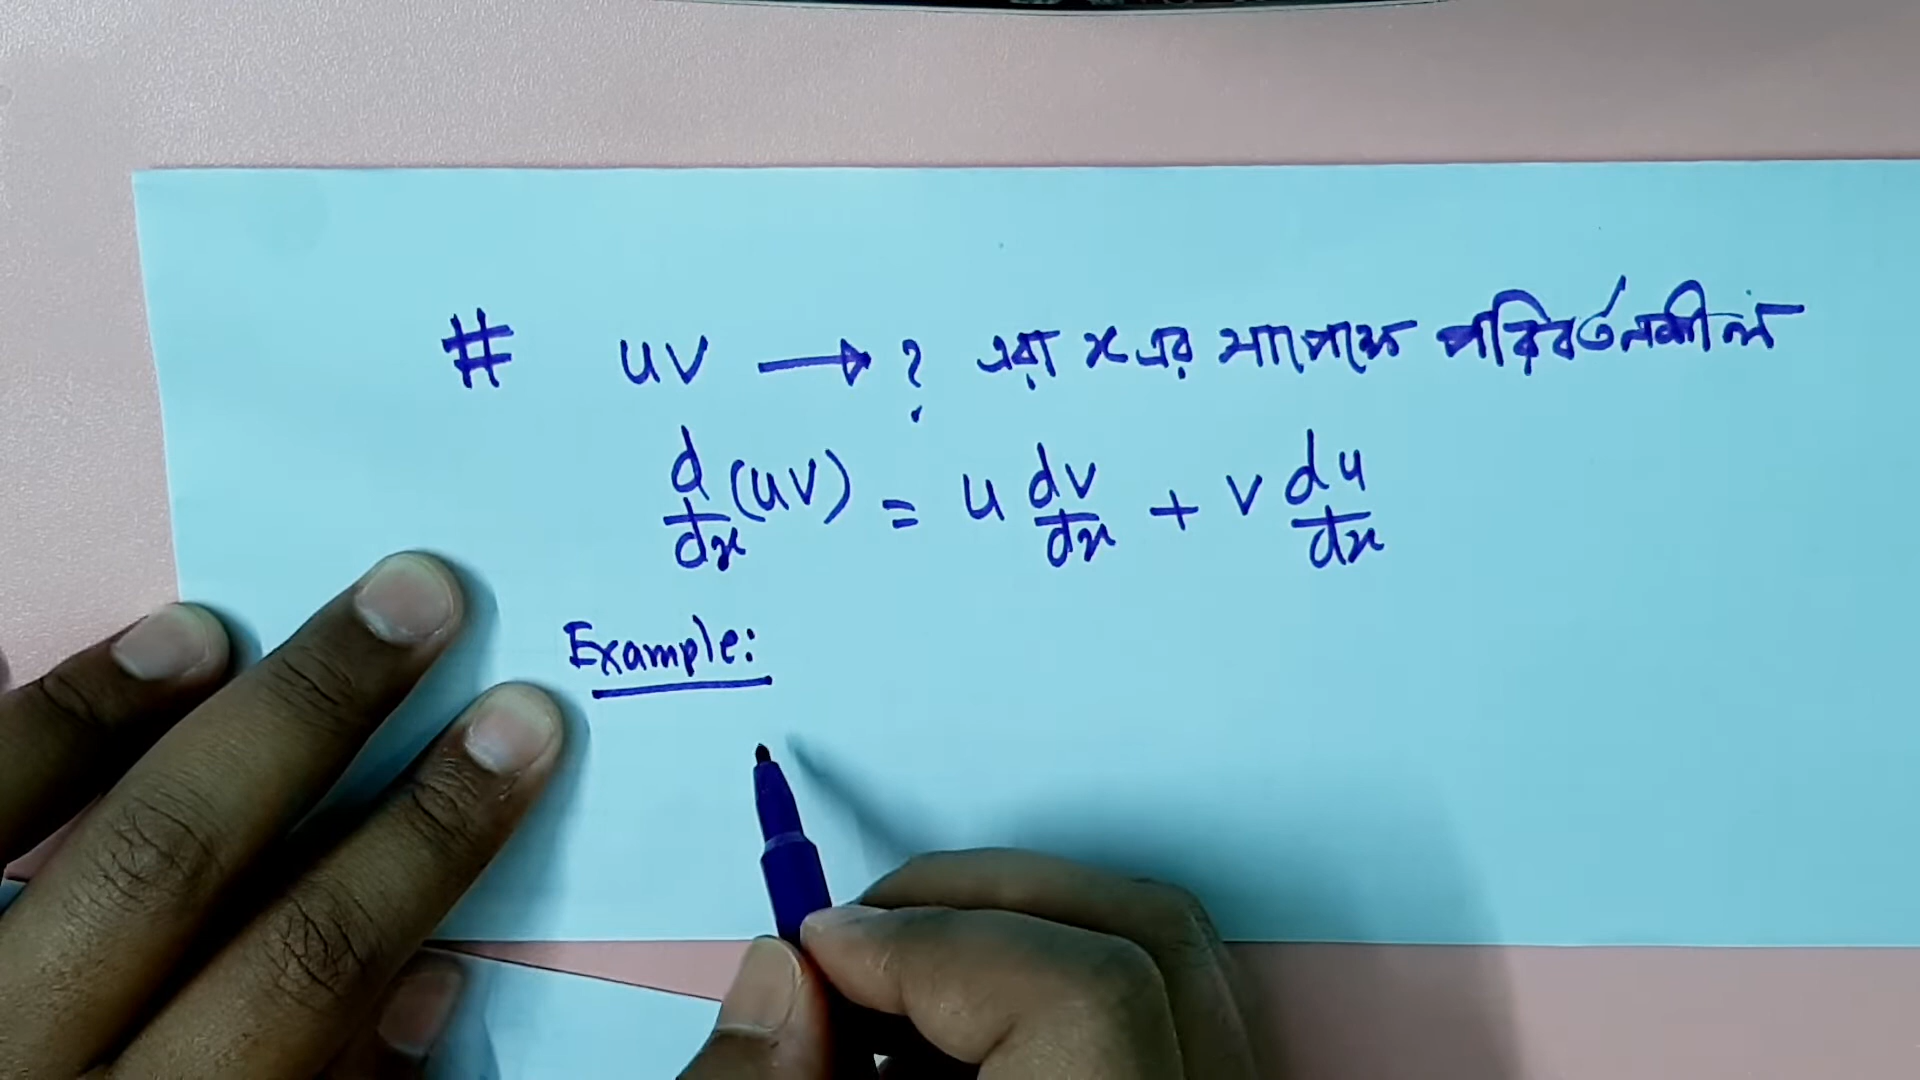 # uv → ? এরা x এর সাপেক্ষে পরিবর্তনশীল
d/dx (uv) = u dv/dx + v du/dx
Example: